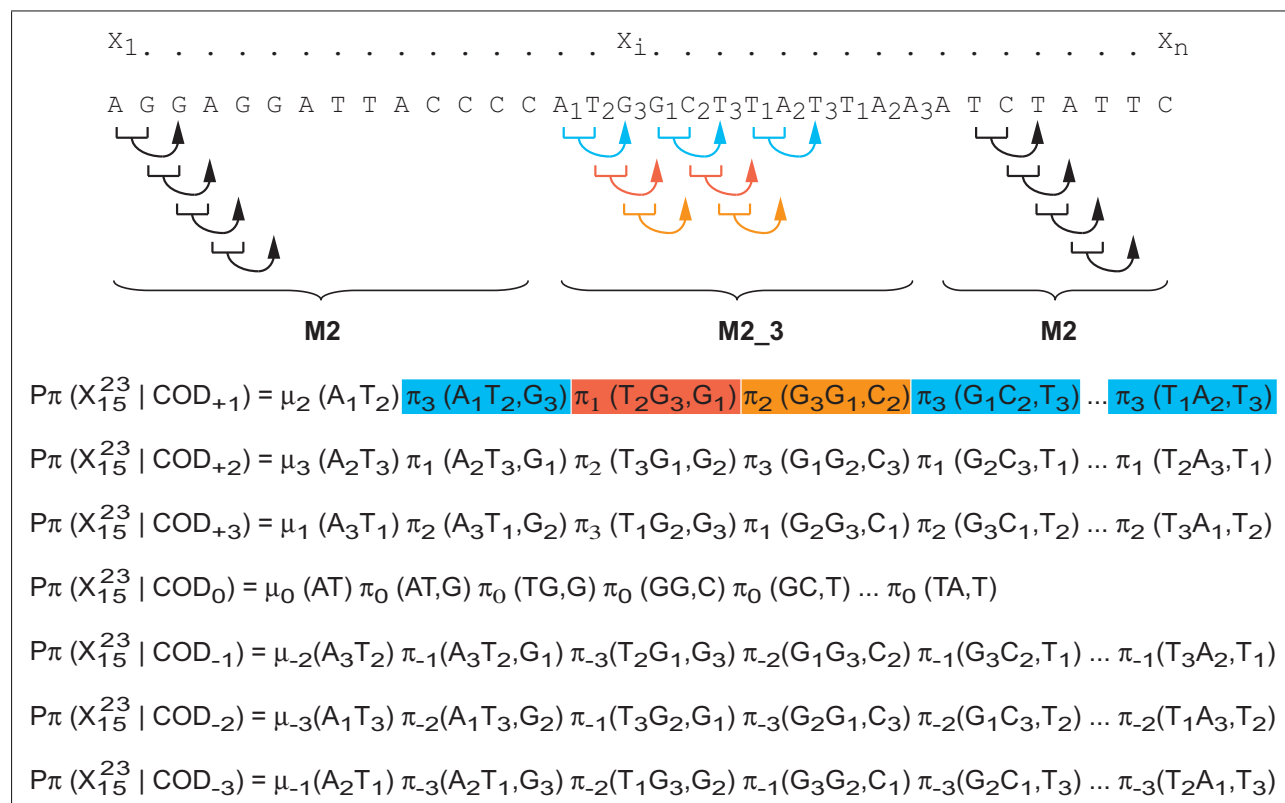 X₁. . . . . . . . . . . . . . . Xᵢ. . . . . . . . . . . . . . . . Xₙ
A G G A G G A T T A C C C C A₁T₂G₃G₁C₂T₃T₁A₂T₃T₁A₂A₃A T C T A T T C
M2 M2_3 M2
Pπ (X₁₅²³ | COD₊₁) = μ₂ (A₁T₂) π₃ (A₁T₂,G₃) π₁ (T₂G₃,G₁) π₂ (G₃G₁,C₂) π₃ (G₁C₂,T₃) ... π₃ (T₁A₂,T₃)
Pπ (X₁₅²³ | COD₊₂) = μ₃ (A₂T₃) π₁ (A₂T₃,G₁) π₂ (T₃G₁,G₂) π₃ (G₁G₂,C₃) π₁ (G₂C₃,T₁) ... π₁ (T₂A₃,T₁)
Pπ (X₁₅²³ | COD₊₃) = μ₁ (A₃T₁) π₂ (A₃T₁,G₂) π₃ (T₁G₂,G₃) π₁ (G₂G₃,C₁) π₂ (G₃C₁,T₂) ... π₂ (T₃A₁,T₂)
Pπ (X₁₅²³ | COD₀) = μ₀ (AT) π₀ (AT,G) π₀ (TG,G) π₀ (GG,C) π₀ (GC,T) ... π₀ (TA,T)
Pπ (X₁₅²³ | COD₋₁) = μ₋₂(A₃T₂) π₋₁(A₃T₂,G₁) π₋₃(T₂G₁,G₃) π₋₂(G₁G₃,C₂) π₋₁(G₃C₂,T₁) ... π₋₁(T₃A₂,T₁)
Pπ (X₁₅²³ | COD₋₂) = μ₋₃(A₁T₃) π₋₂(A₁T₃,G₂) π₋₁(T₃G₂,G₁) π₋₃(G₂G₁,C₃) π₋₂(G₁C₃,T₂) ... π₋₂(T₁A₃,T₂)
Pπ (X₁₅²³ | COD₋₃) = μ₋₁(A₂T₁) π₋₃(A₂T₁,G₃) π₋₂(T₁G₃,G₂) π₋₁(G₃G₂,C₁) π₋₃(G₂C₁,T₃) ... π₋₃(T₂A₁,T₃)